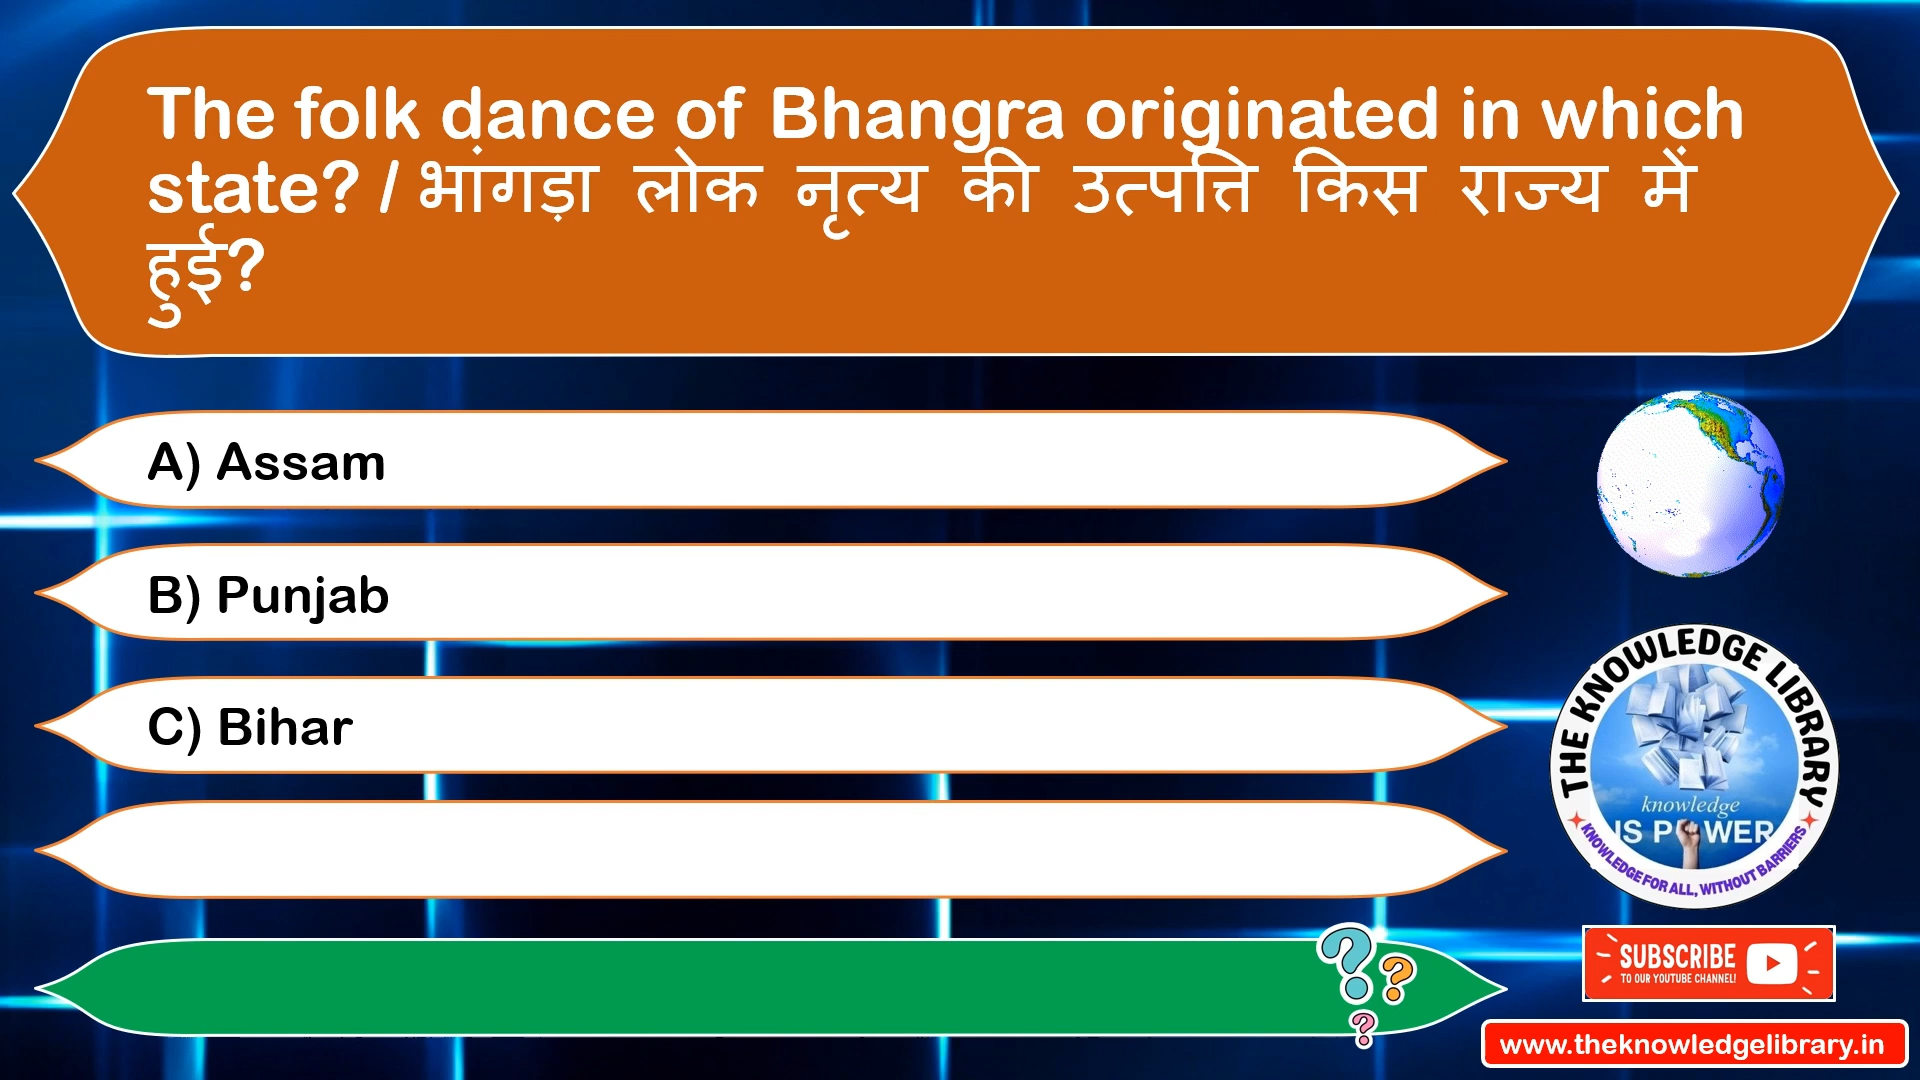 The folk dance of Bhangra originated in which
state? / भांगड़ा लोक नृत्य की उत्पत्ति किस राज्य में
हुई?
A) Assam
B) Punjab
C) Bihar
THE KNOWLEDGE LIBRARY
knowledge
IS POWER
KNOWLEDGE FOR ALL, WITHOUT BARRIERS
SUBSCRIBE
TO OUR YOUTUBE CHANNEL!
www.theknowledgelibrary.in